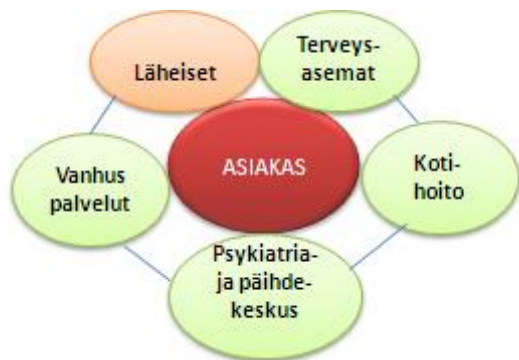 Läheiset
Terveys-
asemat
ASIAKAS
Vanhus
palvelut
Koti-
hoito
Psykiatria-
ja päihde-
keskus